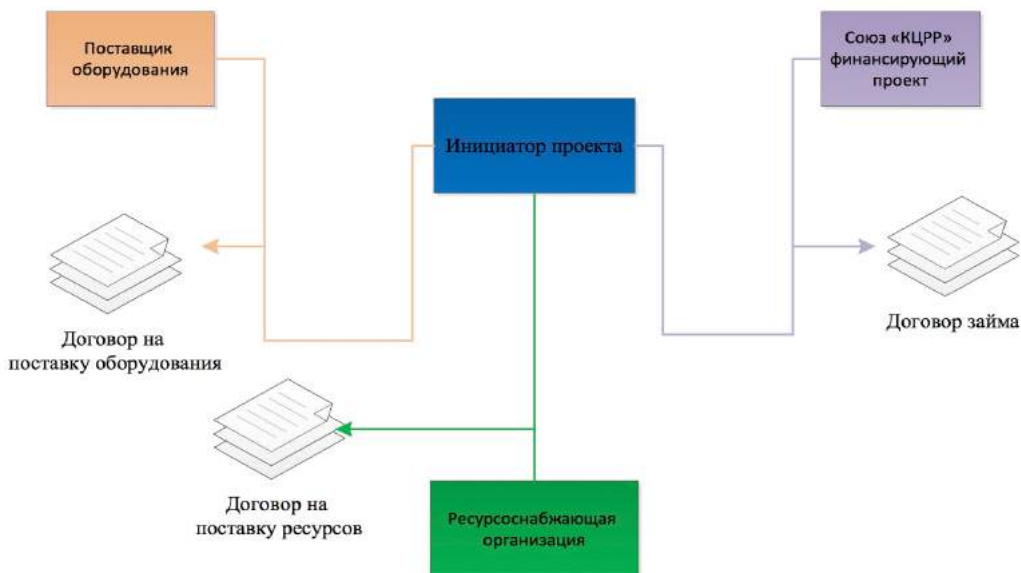 Поставщик
оборудования
Союз «КЦРР»
финансирующий
проект
Инициатор проекта
Договор на
поставку оборудования
Договор займа
Договор на
поставку ресурсов
Ресурсоснабжающая
организация